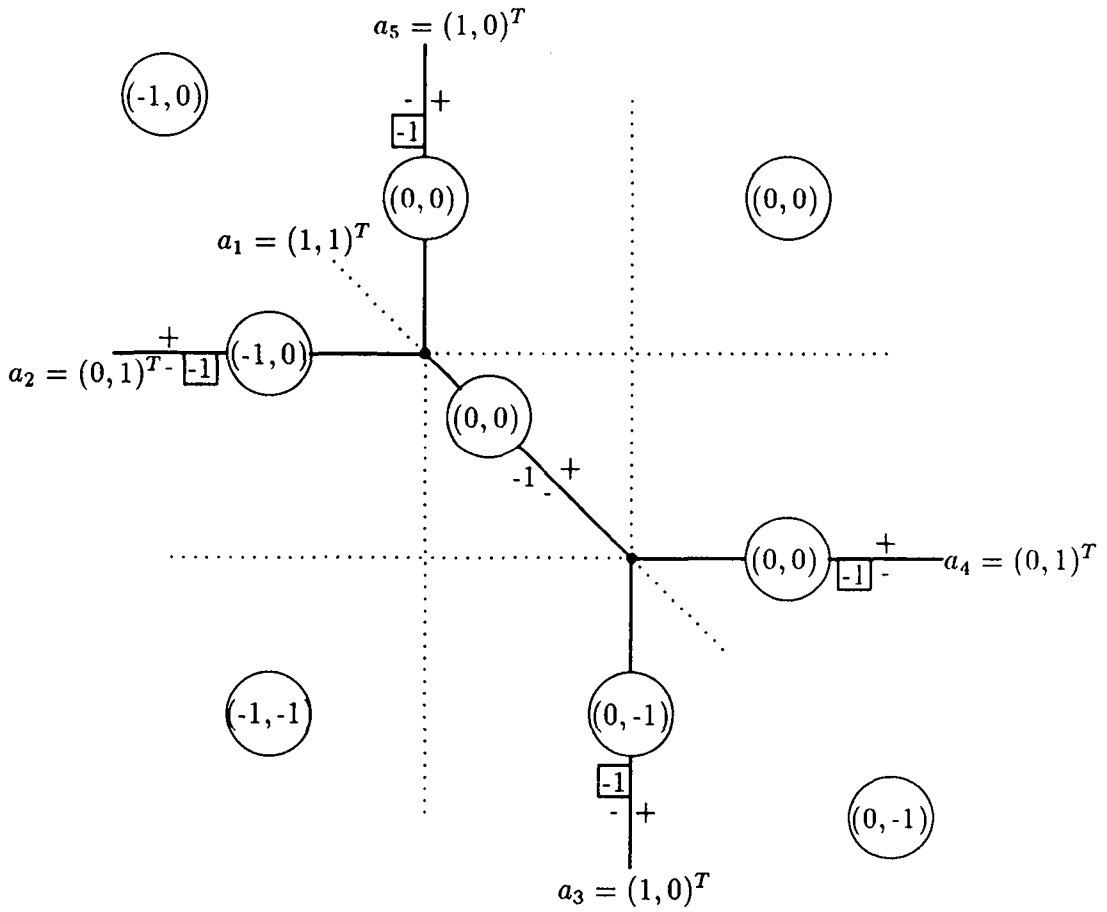 a₅ = (1, 0)ᵀ
(-1, 0)
- +
-1
(0, 0)
(0, 0)
a₁ = (1, 1)ᵀ
+
(-1, 0)
a₂ = (0, 1)ᵀ - -1
(0, 0)
-1 - +
+
(0, 0)
-1 -
a₄ = (0, 1)ᵀ
(-1, -1)
(0, -1)
-1
- +
(0, -1)
a₃ = (1, 0)ᵀ